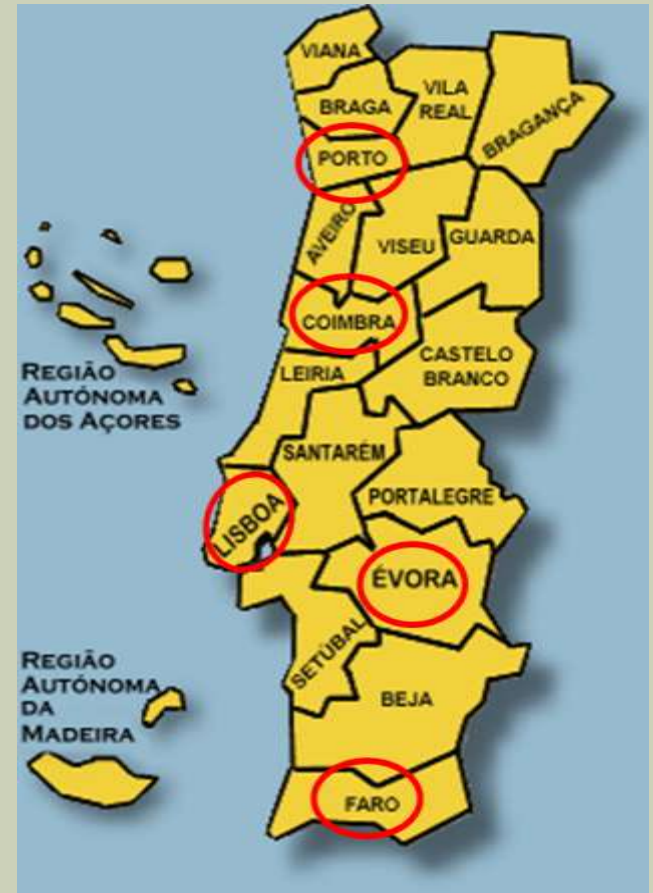 VIANA
BRAGA
VILA
REAL
BRAGANÇA
PORTO
AVEIRO
VISEU
GUARDA
COIMBRA
CASTELO
BRANCO
LEIRIA
REGIÃO
AUTÓNOMA
DOS AÇORES
SANTARÉM
PORTALEGRE
LISBOA
ÉVORA
SETÚBAL
BEJA
REGIÃO
AUTÓNOMA
DA
MADEIRA
FARO